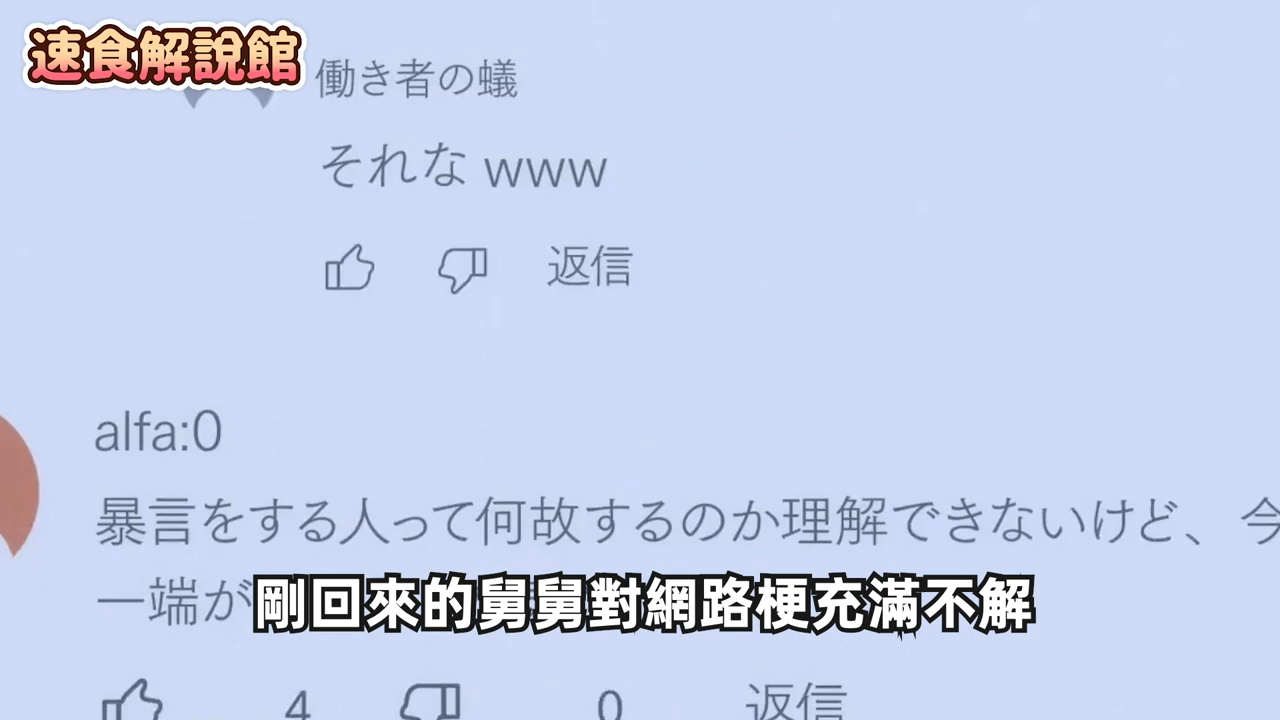 速食解說館
働き者の蟻
それな www
返信
alfa:0
暴言をする人って何故するのか理解できないけど、今
一端が
剛回來的舅舅對網路梗充滿不解
4 0 返信